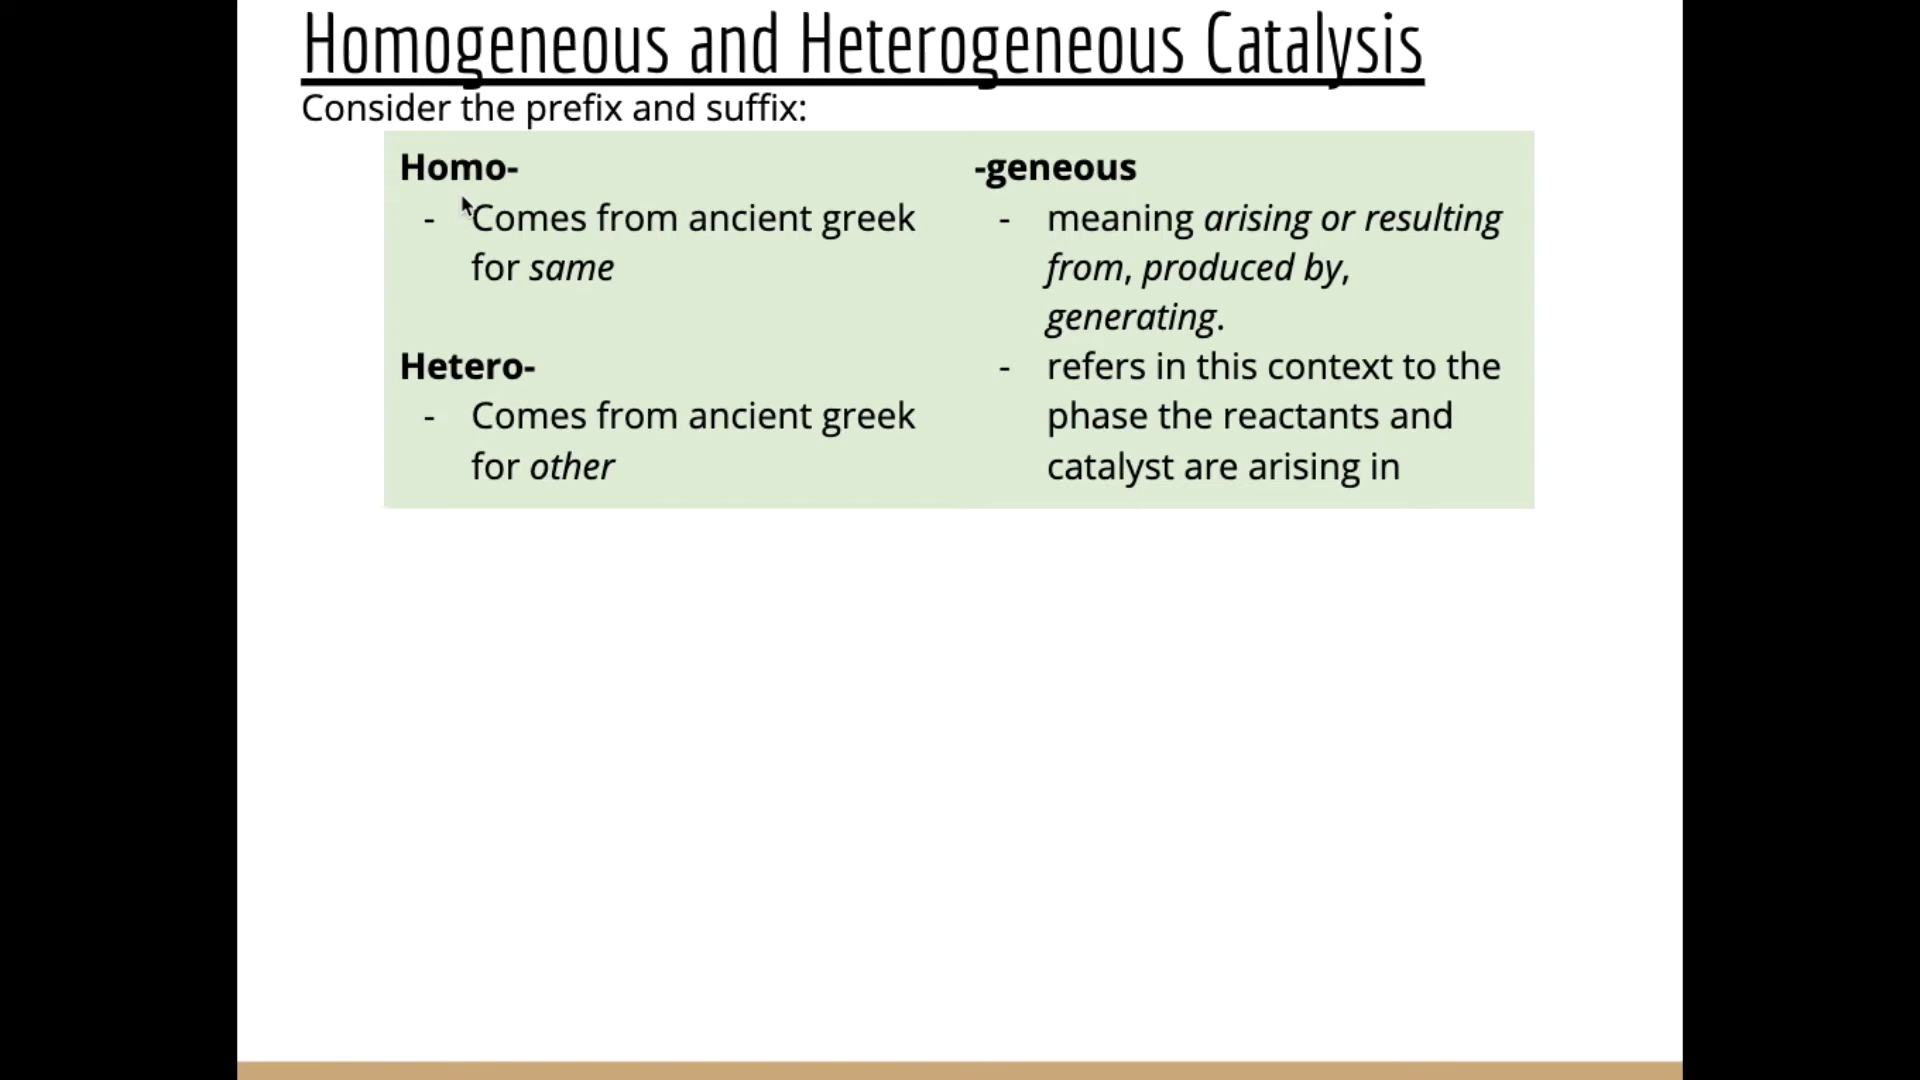 Homogeneous and Heterogeneous Catalysis
Consider the prefix and suffix:
Homo-
- Comes from ancient greek
for same
Hetero-
- Comes from ancient greek
for other
-geneous
- meaning arising or resulting
from, produced by,
generating.
- refers in this context to the
phase the reactants and
catalyst are arising in